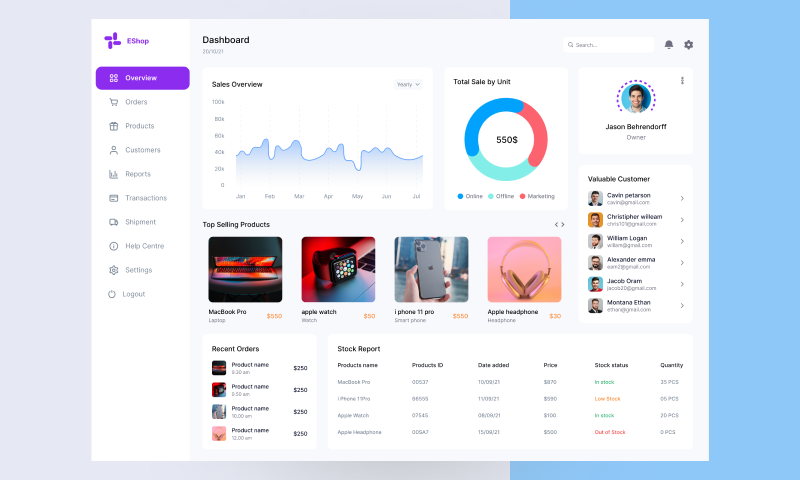 EShop
Overview
Orders
Products
Customers
Reports
Transactions
Shipment
Help Centre
Settings
Logout
Dashboard
20/10/21
Search...
Sales Overview
Yearly
100k
80k
60k
40k
20k
0
Jan Feb Mar Apr May Jun Jul
Total Sale by Unit
550$
Online Offline Marketing
Jason Behrendorff
Owner
Valuable Customer
Cavin petarson
cavin@gmail.com
Christipher willeam
chris101@gmail.com
William Logan
william@gmail.com
Alexander emma
eam2@gmail.com
Jacob Oram
jacob20@gmail.com
Montana Ethan
ethan@gmail.com
Top Selling Products
MacBook Pro
Laptop
$550
apple watch
Watch
$50
i phone 11 pro
Smart phone
$550
Apple headphone
Headphone
$30
Recent Orders
Product name
9.30 am
$250
Product name
9.50 am
$250
Product name
10.00 am
$250
Product name
12.00 am
$250
Stock Report
Products name Products ID Date added Price Stock status Quantity
MacBook Pro 00537 10/09/21 $870 In stock 35 PCS
I Phone 11Pro 11/09/21 $590 Low Stock 05 PCS
Apple Watch 08/09/21 $100 In stock 20 PCS
Apple Headphone 15/09/21 $500 Out of Stock 0 PCS